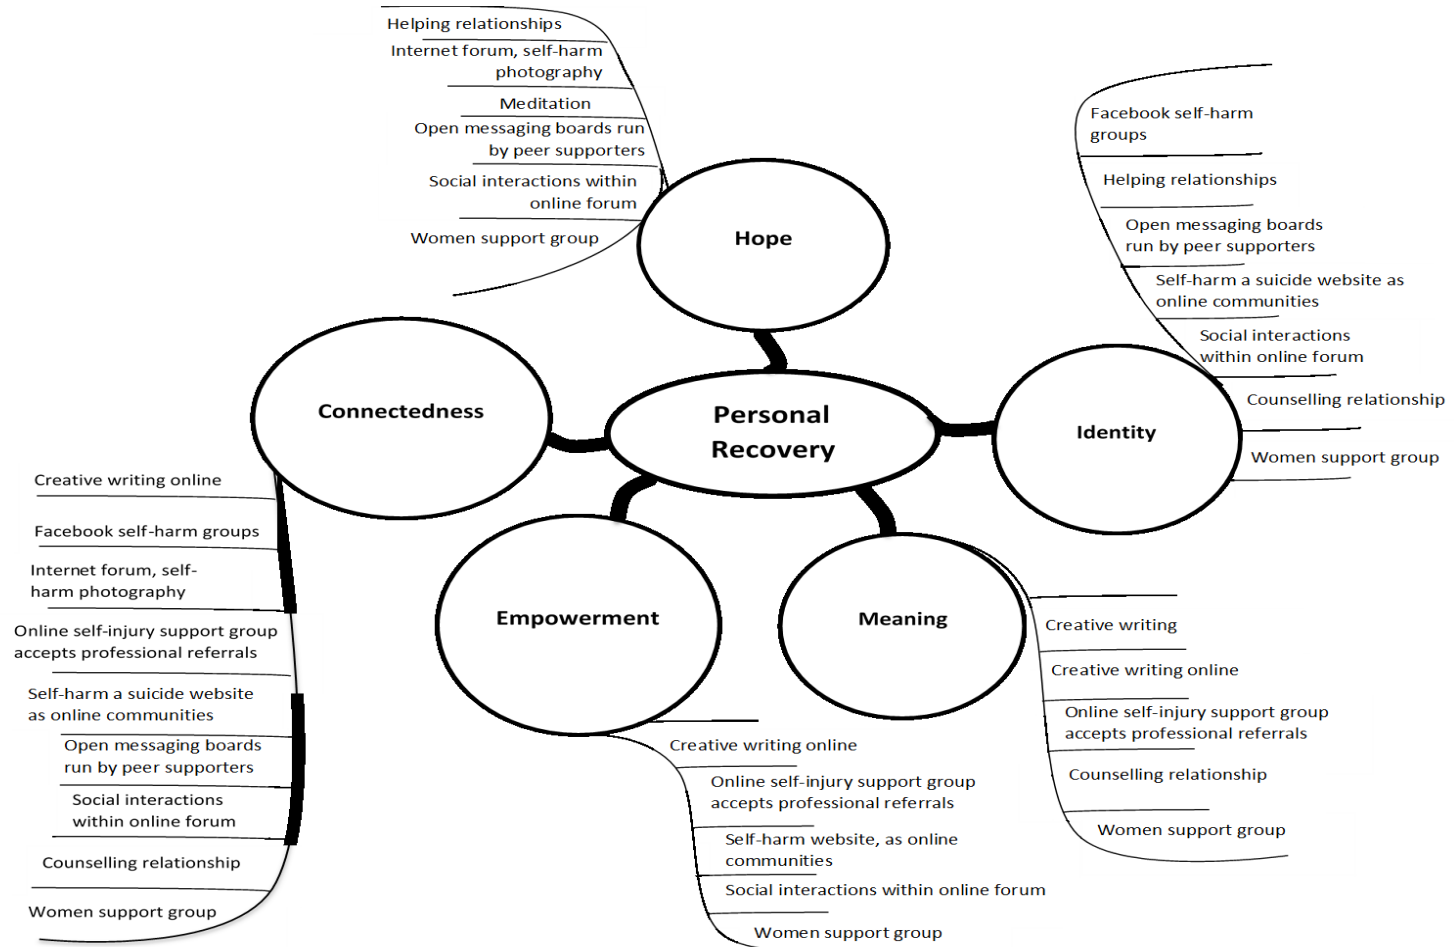 Helping relationships
Internet forum, self-harm
photography
Meditation
Open messaging boards run
by peer supporters
Social interactions within
online forum
Women support group
Hope
Facebook self-harm
groups
Helping relationships
Open messaging boards
run by peer supporters
Self-harm a suicide website as
online communities
Social interactions
within online forum
Counselling relationship
Women support group
Identity
Personal
Recovery
Connectedness
Creative writing online
Facebook self-harm groups
Internet forum, self-
harm photography
Online self-injury support group
accepts professional referrals
Self-harm a suicide website
as online communities
Open messaging boards
run by peer supporters
Social interactions
within online forum
Counselling relationship
Women support group
Empowerment
Creative writing online
Online self-injury support group
accepts professional referrals
Self-harm website, as online
communities
Social interactions within online forum
Women support group
Meaning
Creative writing
Creative writing online
Online self-injury support group
accepts professional referrals
Counselling relationship
Women support group